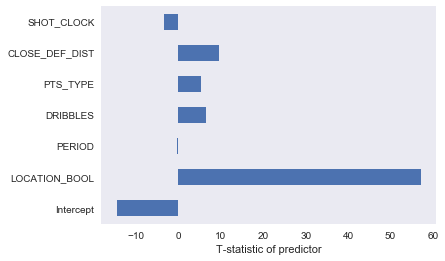 SHOT_CLOCK
CLOSE_DEF_DIST
PTS_TYPE
DRIBBLES
PERIOD
LOCATION_BOOL
Intercept
−10 0 10 20 30 40 50 60
T-statistic of predictor